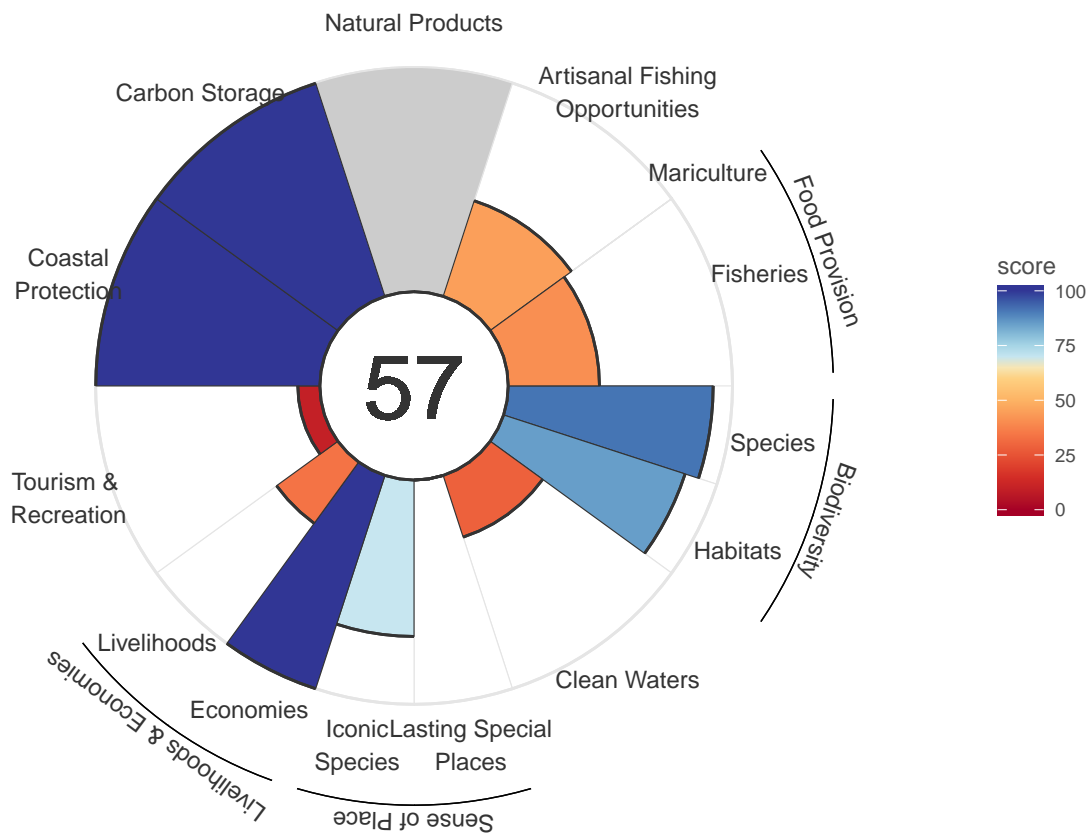 Natural Products
Artisanal Fishing
Opportunities
Carbon Storage
Mariculture
Food Provision
Fisheries
Coastal
Protection
score
100
75
50
25
0
57
Species
Biodiversity
Habitats
Tourism &
Recreation
Livelihoods
Livelihoods & Economies
Economies
Clean Waters
Iconic
Species
Lasting Special
Places
Sense of Place